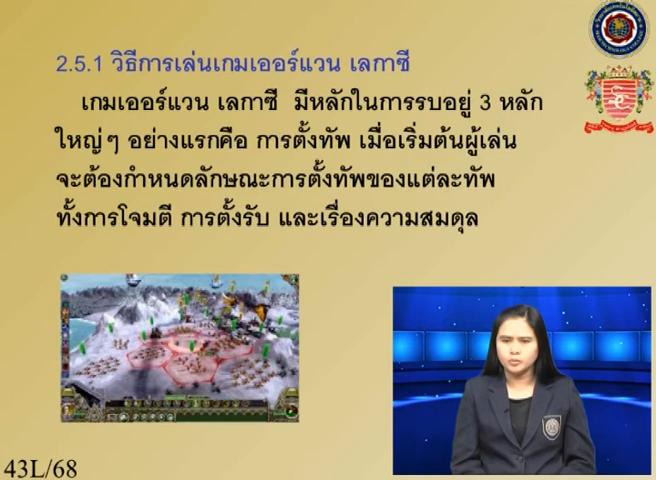 2.5.1 วิธีการเล่นเกมเออร์แวน เลกาซี
เกมเออร์แวน เลกาซี มีหลักในการรบอยู่ 3 หลัก
ใหญ่ๆ อย่างแรกคือ การตั้งทัพ เมื่อเริ่มต้นผู้เล่น
จะต้องกำหนดลักษณะการตั้งทัพของแต่ละทัพ
ทั้งการโจมตี การตั้งรับ และเรื่องความสมดุล
43L/68